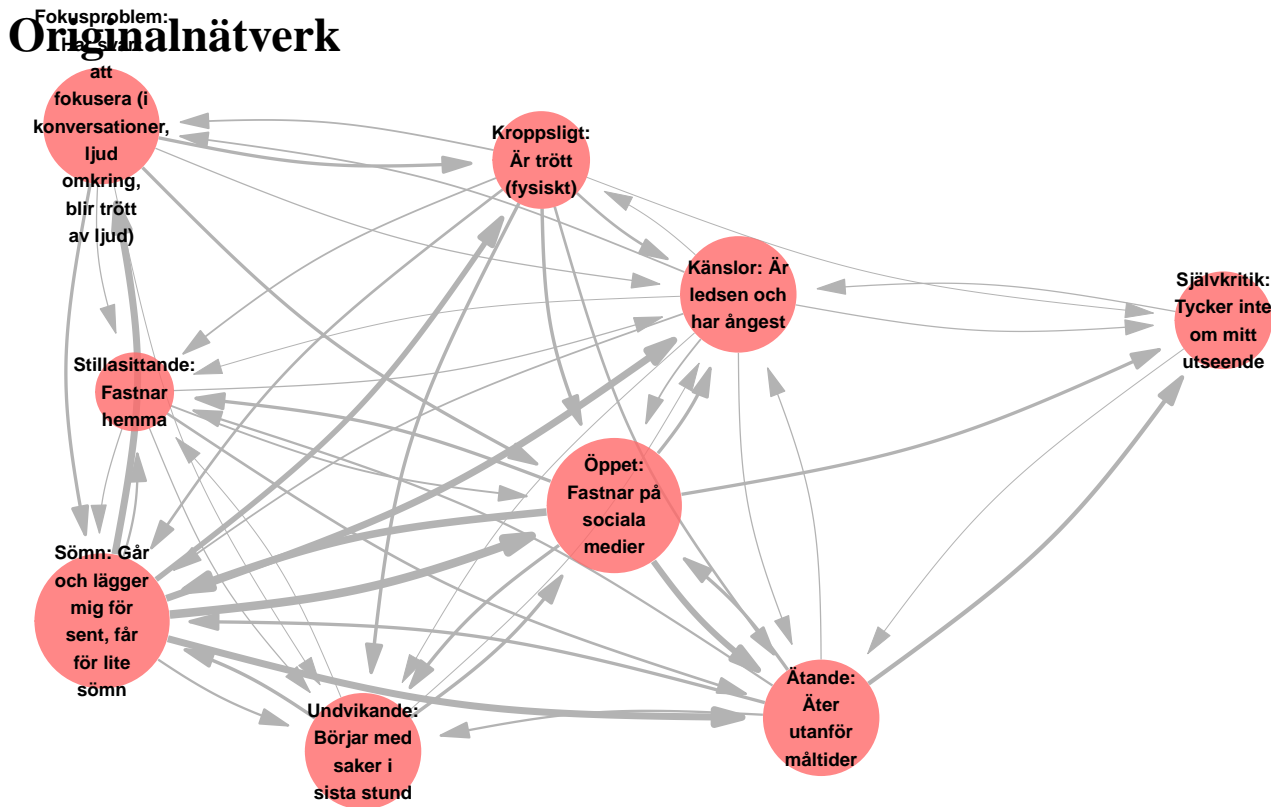 Originalnätverk
Fokusproblem:
Har svårt
att
fokusera (i
konversationer,
ljud
omkring,
blir trött
av ljud)
Kroppsligt:
Är trött
(fysiskt)
Känslor: Är
ledsen och
har ångest
Självkritik:
Tycker inte
om mitt
utseende
Stillasittande:
Fastnar
hemma
Öppet:
Fastnar på
sociala
medier
Sömn: Går
och lägger
mig för
sent, får
för lite
sömn
Undvikande:
Börjar med
saker i
sista stund
Ätande:
Äter
utanför
måltider